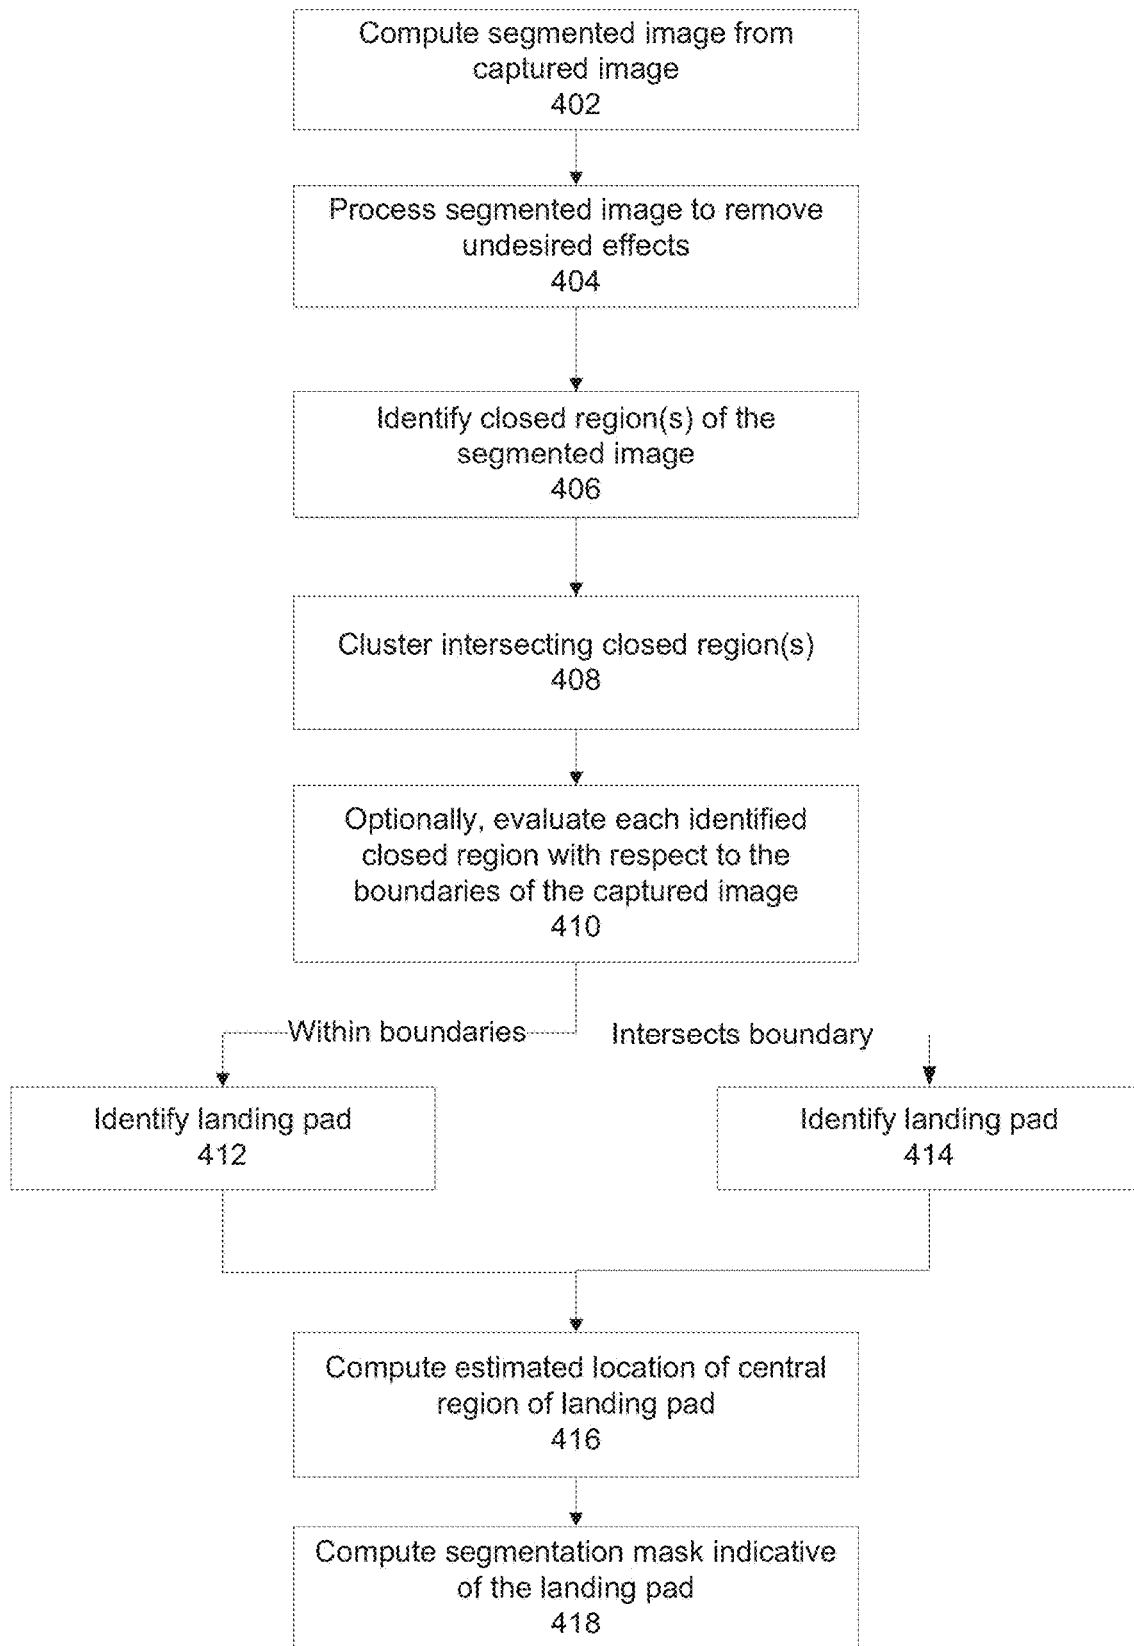 Compute segmented image from
captured image
402
Process segmented image to remove
undesired effects
404
Identify closed region(s) of the
segmented image
406
Cluster intersecting closed region(s)
408
Optionally, evaluate each identified
closed region with respect to the
boundaries of the captured image
410
Within boundaries
Intersects boundary
Identify landing pad
412
Identify landing pad
414
Compute estimated location of central
region of landing pad
416
Compute segmentation mask indicative
of the landing pad
418